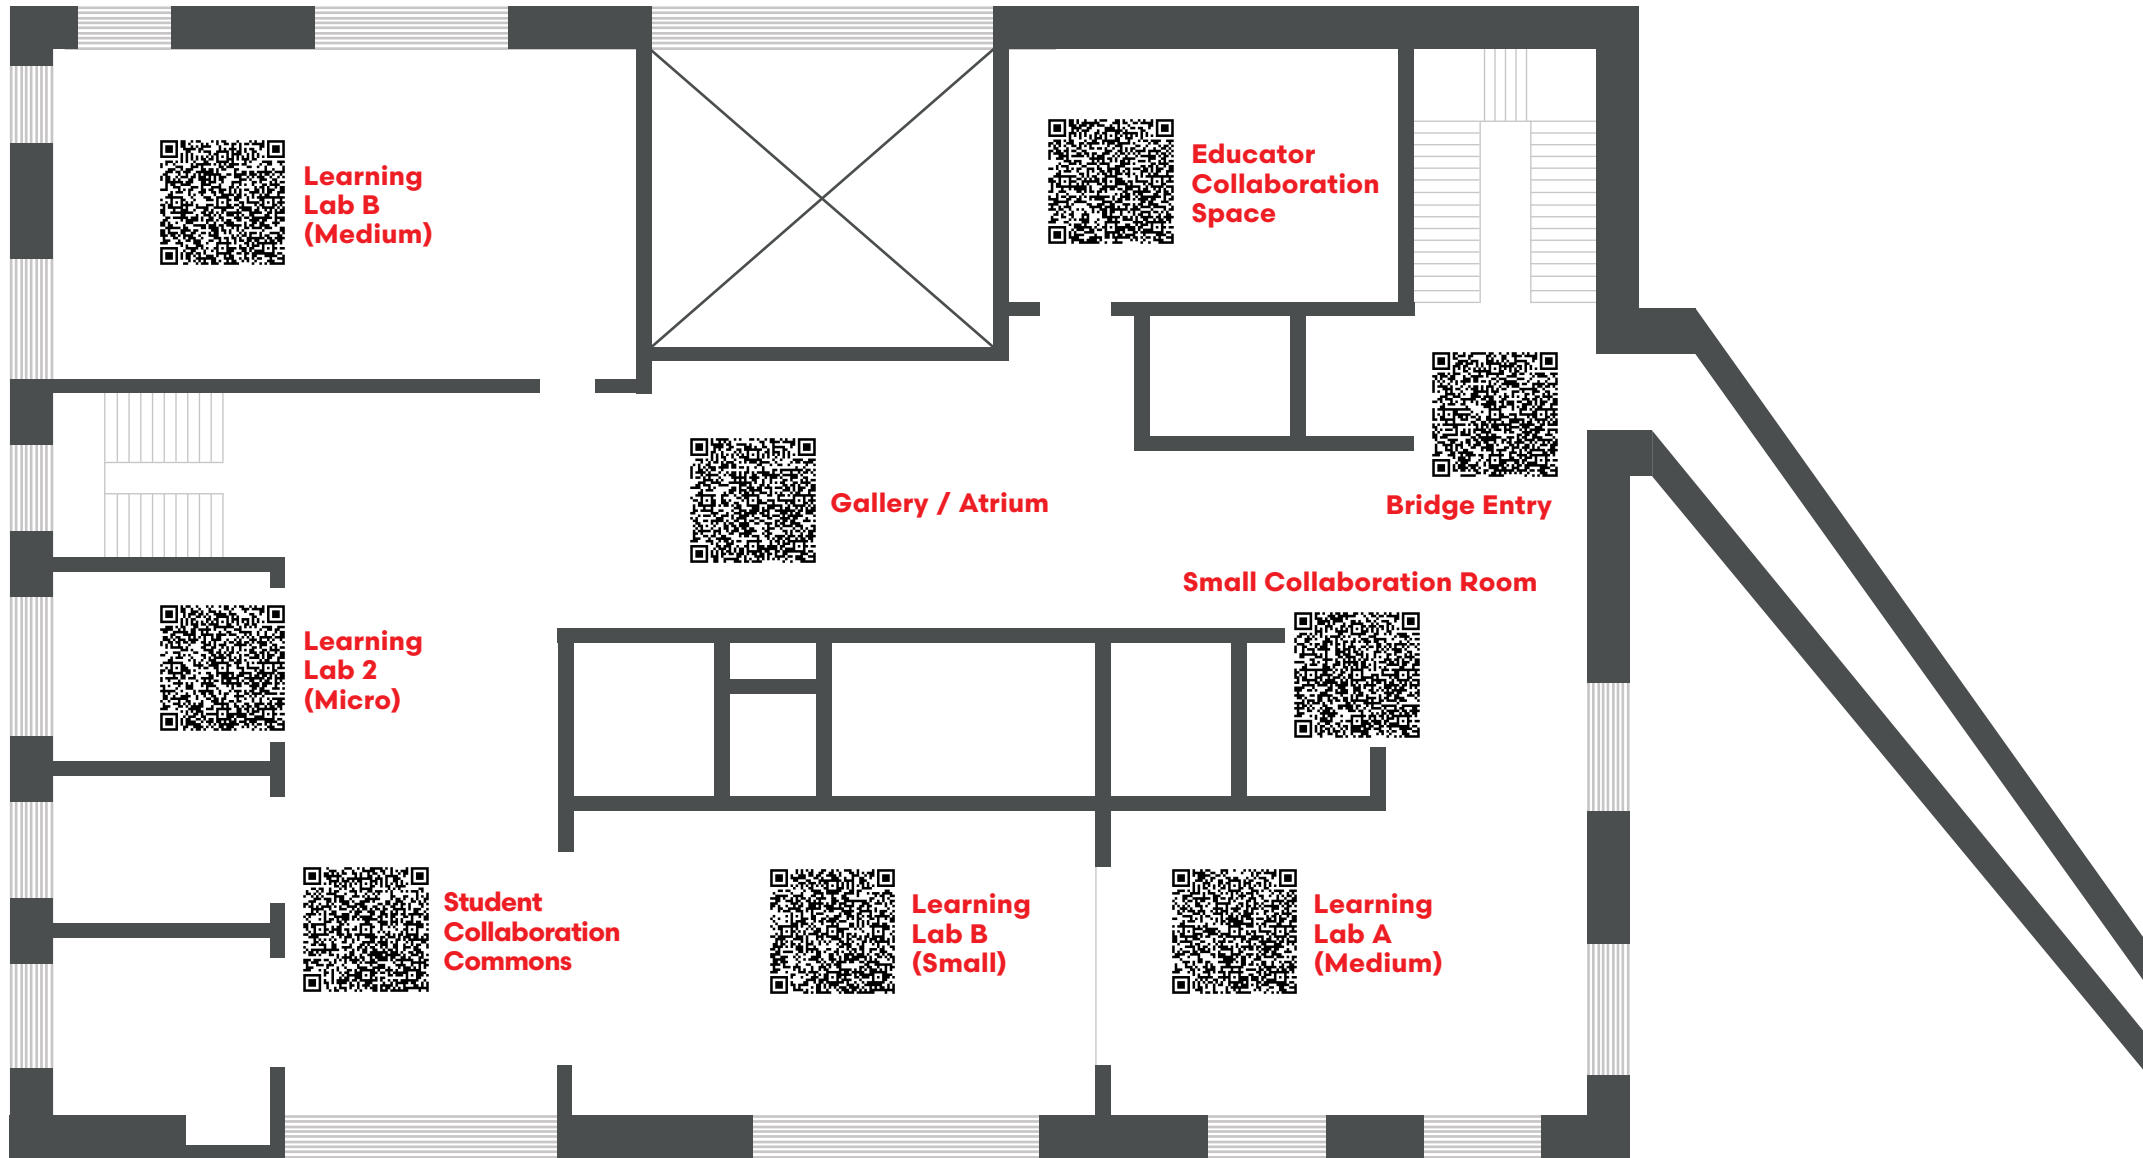 Learning
Lab B
(Medium)
Educator
Collaboration
Space
Gallery / Atrium
Bridge Entry
Small Collaboration Room
Learning
Lab 2
(Micro)
Student
Collaboration
Commons
Learning
Lab B
(Small)
Learning
Lab A
(Medium)